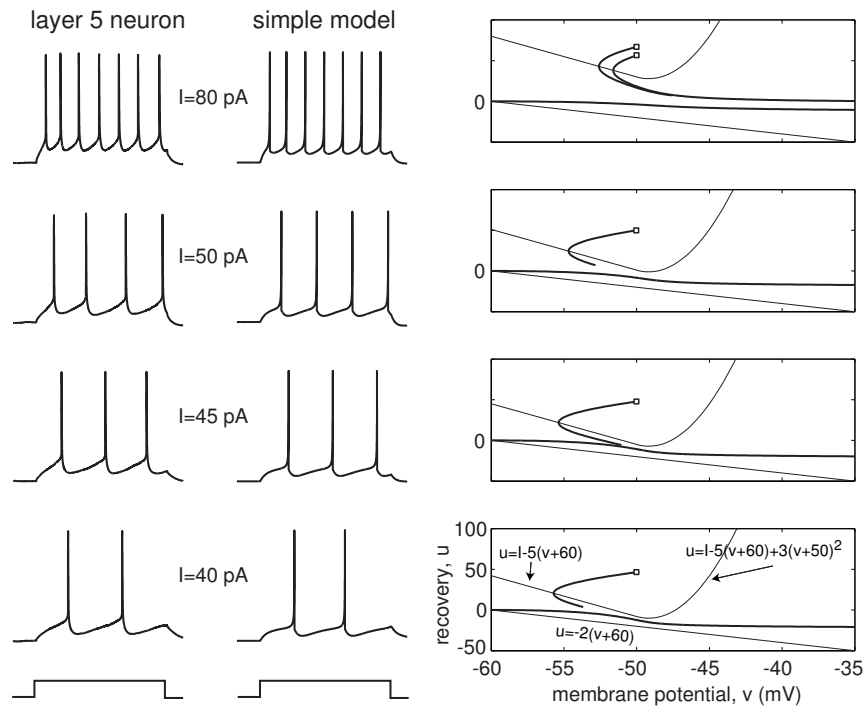 layer 5 neuron
simple model
I=80 pA
0
I=50 pA
0
I=45 pA
0
I=40 pA
100
50
0
-50
recovery, u
u=I-5(v+60)
u=I-5(v+60)+3(v+50)²
u=-2(v+60)
-60 -55 -50 -45 -40 -35
membrane potential, v (mV)